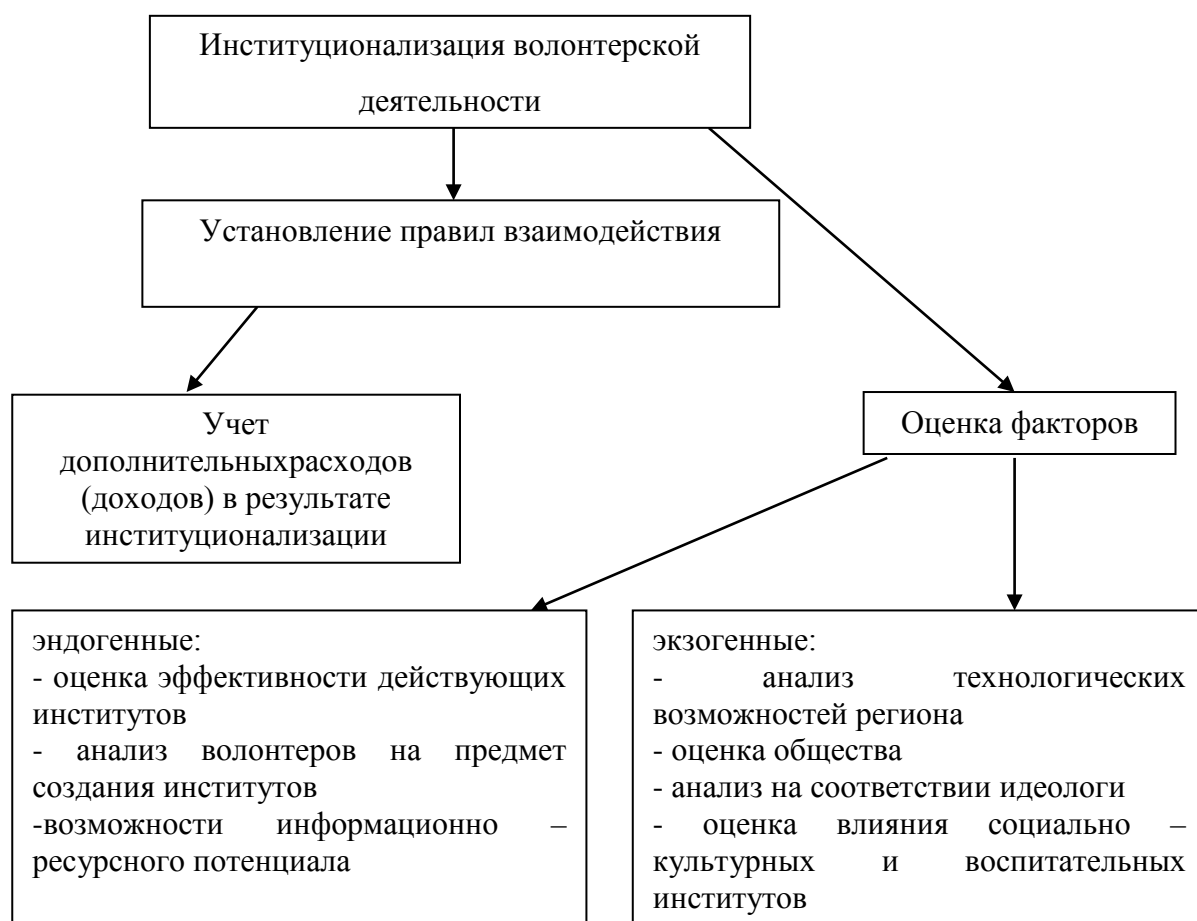 Институционализация волонтерской
деятельности
Установление правил взаимодействия
Учет
дополнительныхрасходов
(доходов) в результате
институционализации
Оценка факторов
эндогенные:
- оценка эффективности действующих
институтов
- анализ волонтеров на предмет
создания институтов
-возможности информационно –
ресурсного потенциала
экзогенные:
- анализ технологических
возможностей региона
- оценка общества
- анализ на соответствии идеологи
- оценка влияния социально –
культурных и воспитательных
институтов